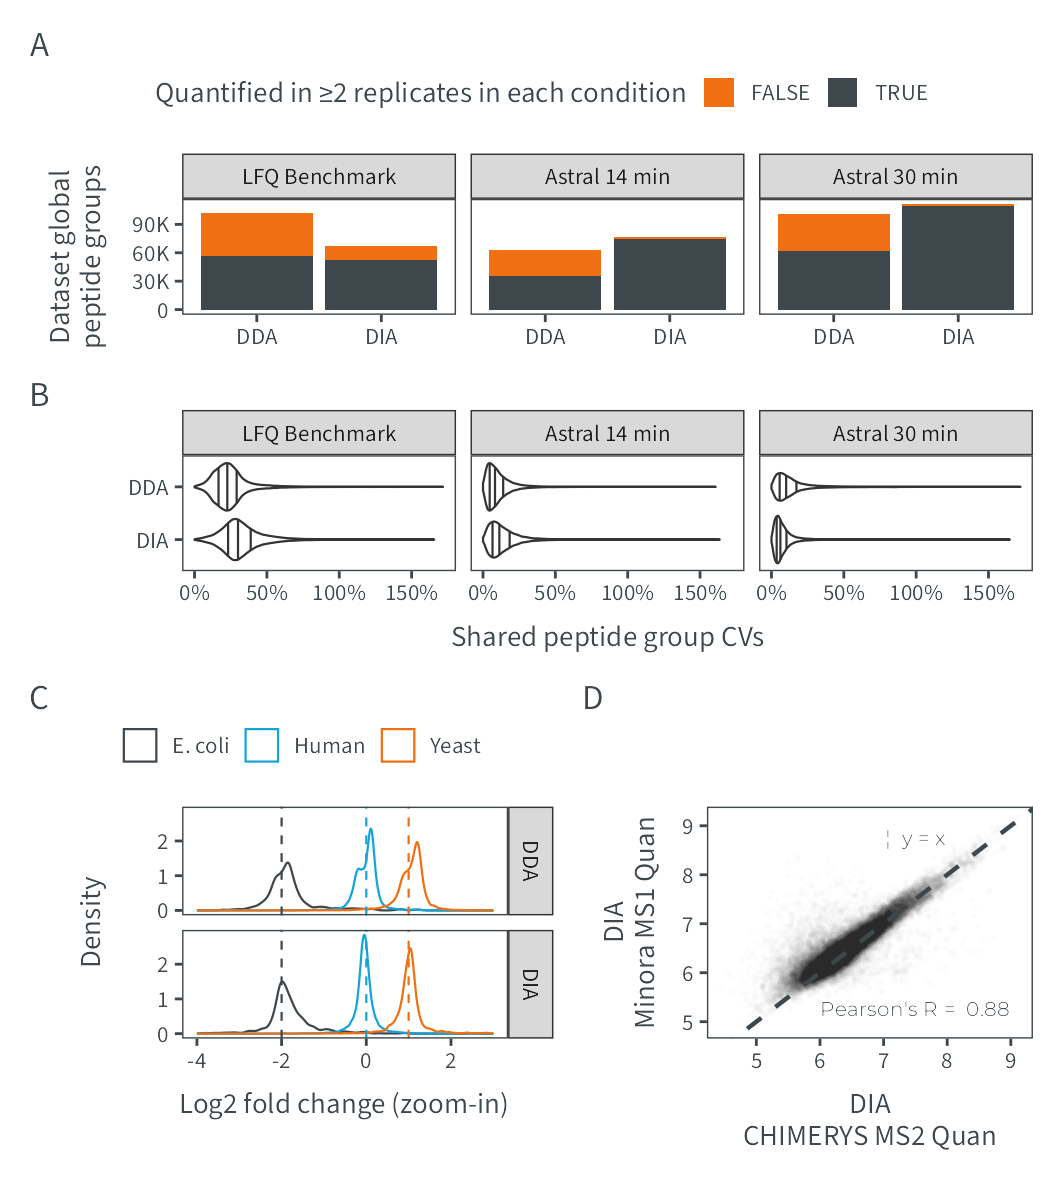 A
Quantified in ≥2 replicates in each condition FALSE TRUE
Dataset global
peptide groups
LFQ Benchmark Astral 14 min Astral 30 min
90K
60K
30K
0
DDA DIA DDA DIA DDA DIA
B
LFQ Benchmark Astral 14 min Astral 30 min
DDA
DIA
0% 50% 100% 150% 0% 50% 100% 150% 0% 50% 100% 150%
Shared peptide group CVs
C
E. coli Human Yeast
Density
2
1
0
DDA
2
1
0
DIA
-4 -2 0 2
Log2 fold change (zoom-in)
D
DIA
Minora MS1 Quan
9
8
7
6
5
y = x
Pearson's R = 0.88
5 6 7 8 9
DIA
CHIMERYS MS2 Quan